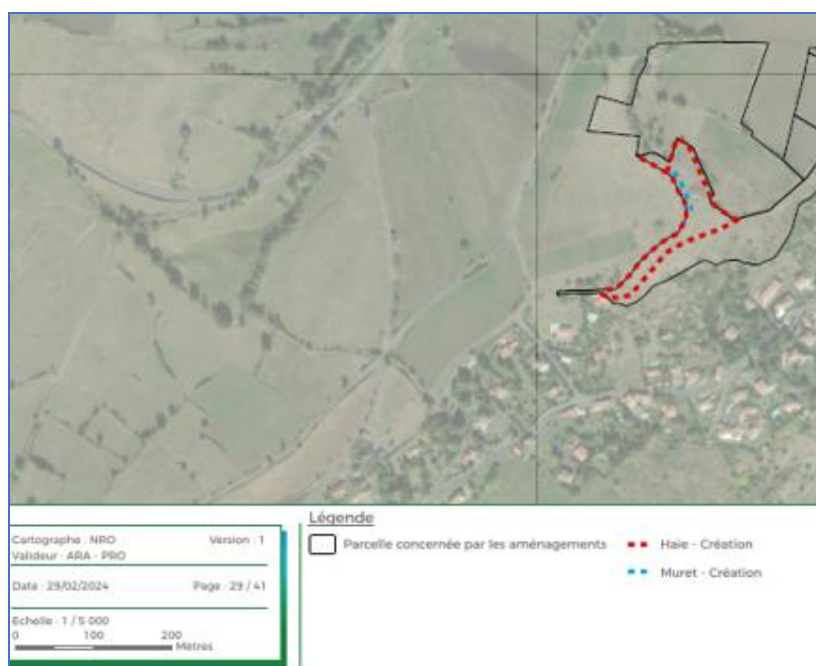 Légende
Cartographe : NRO Version : 1
Valideur : ARA - PRO
Date : 29/02/2024 Page : 29 / 41
Echelle : 1 / 5 000
0 100 200
Mètres
Parcelle concernée par les aménagements
Haie - Création
Muret - Création